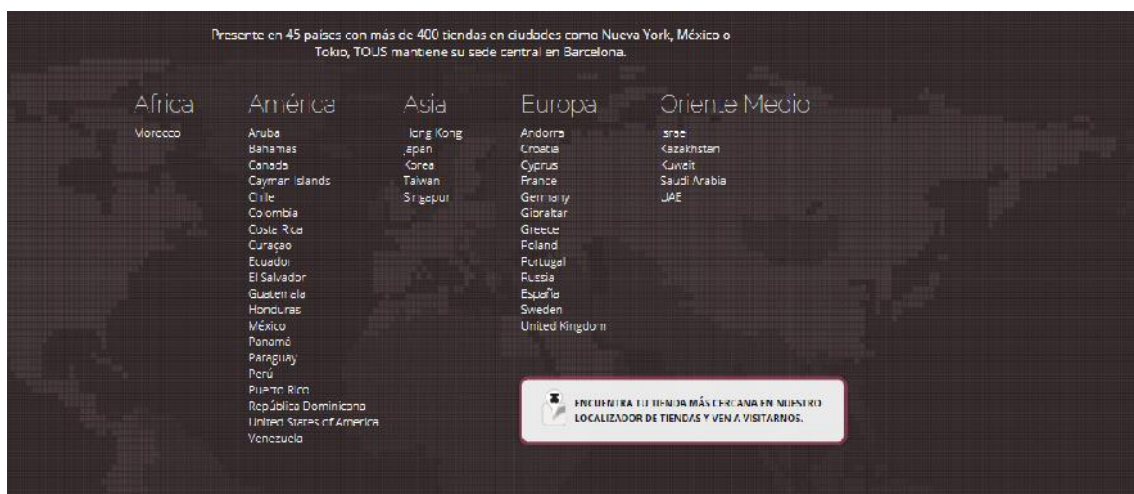 Presente en 45 países con más de 400 tiendas en ciudades como Nueva York, México o
Tokio, TOUS mantiene su sede central en Barcelona.
Africa
Morocco
América
Aruba
Bahamas
Canada
Cayman Islands
Chile
Colombia
Costa Rica
Curaçao
Ecuador
El Salvador
Guatemala
Honduras
México
Panamá
Paraguay
Perú
Puerto Rico
República Dominicana
United States of America
Venezuela
Asia
Hong Kong
Japan
Korea
Taiwan
Singapur
Europa
Andorra
Croatia
Cyprus
France
Germany
Gibraltar
Greece
Poland
Portugal
Russia
España
Sweden
United Kingdom
Oriente Medio
Israel
Kazakhstan
Kuwait
Saudi Arabia
UAE
ENCUENTRA TU TIENDA MÁS CERCANA EN NUESTRO
LOCALIZADOR DE TIENDAS Y VEN A VISITARNOS.